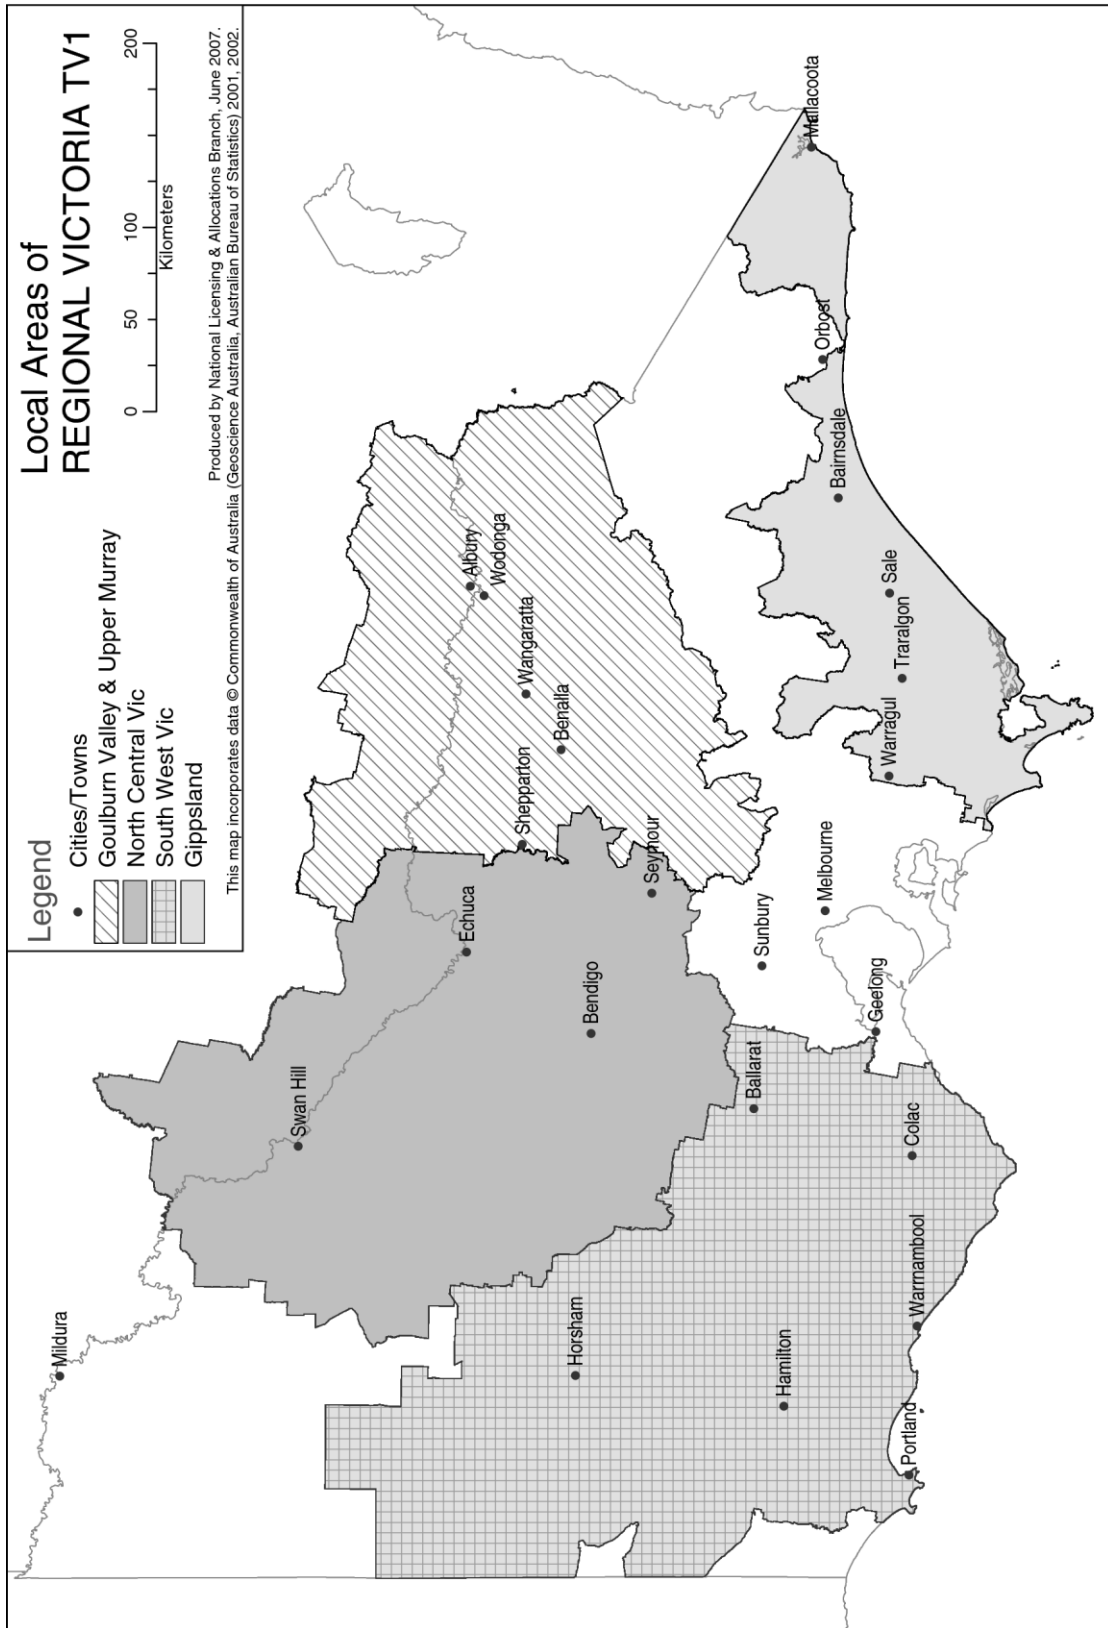 Local Areas of
REGIONAL VICTORIA TV1
0 50 100 200
Kilometers
Produced by National Licensing & Allocations Branch, June 2007.
This map incorporates data © Commonwealth of Australia (Geoscience Australia, Australian Bureau of Statistics) 2001, 2002.
Legend
Cities/Towns
Goulburn Valley & Upper Murray
North Central Vic
South West Vic
Gippsland
Mildura
Swan Hill
Echuca
Albury
Wodonga
Shepparton
Wangaratta
Benalla
Horsham
Bendigo
Seymour
Ballarat
Sunbury
Hamilton
Melbourne
Geelong
Portland
Warrnambool
Colac
Warragul
Traralgon
Sale
Bairnsdale
Orbost
Mallacoota